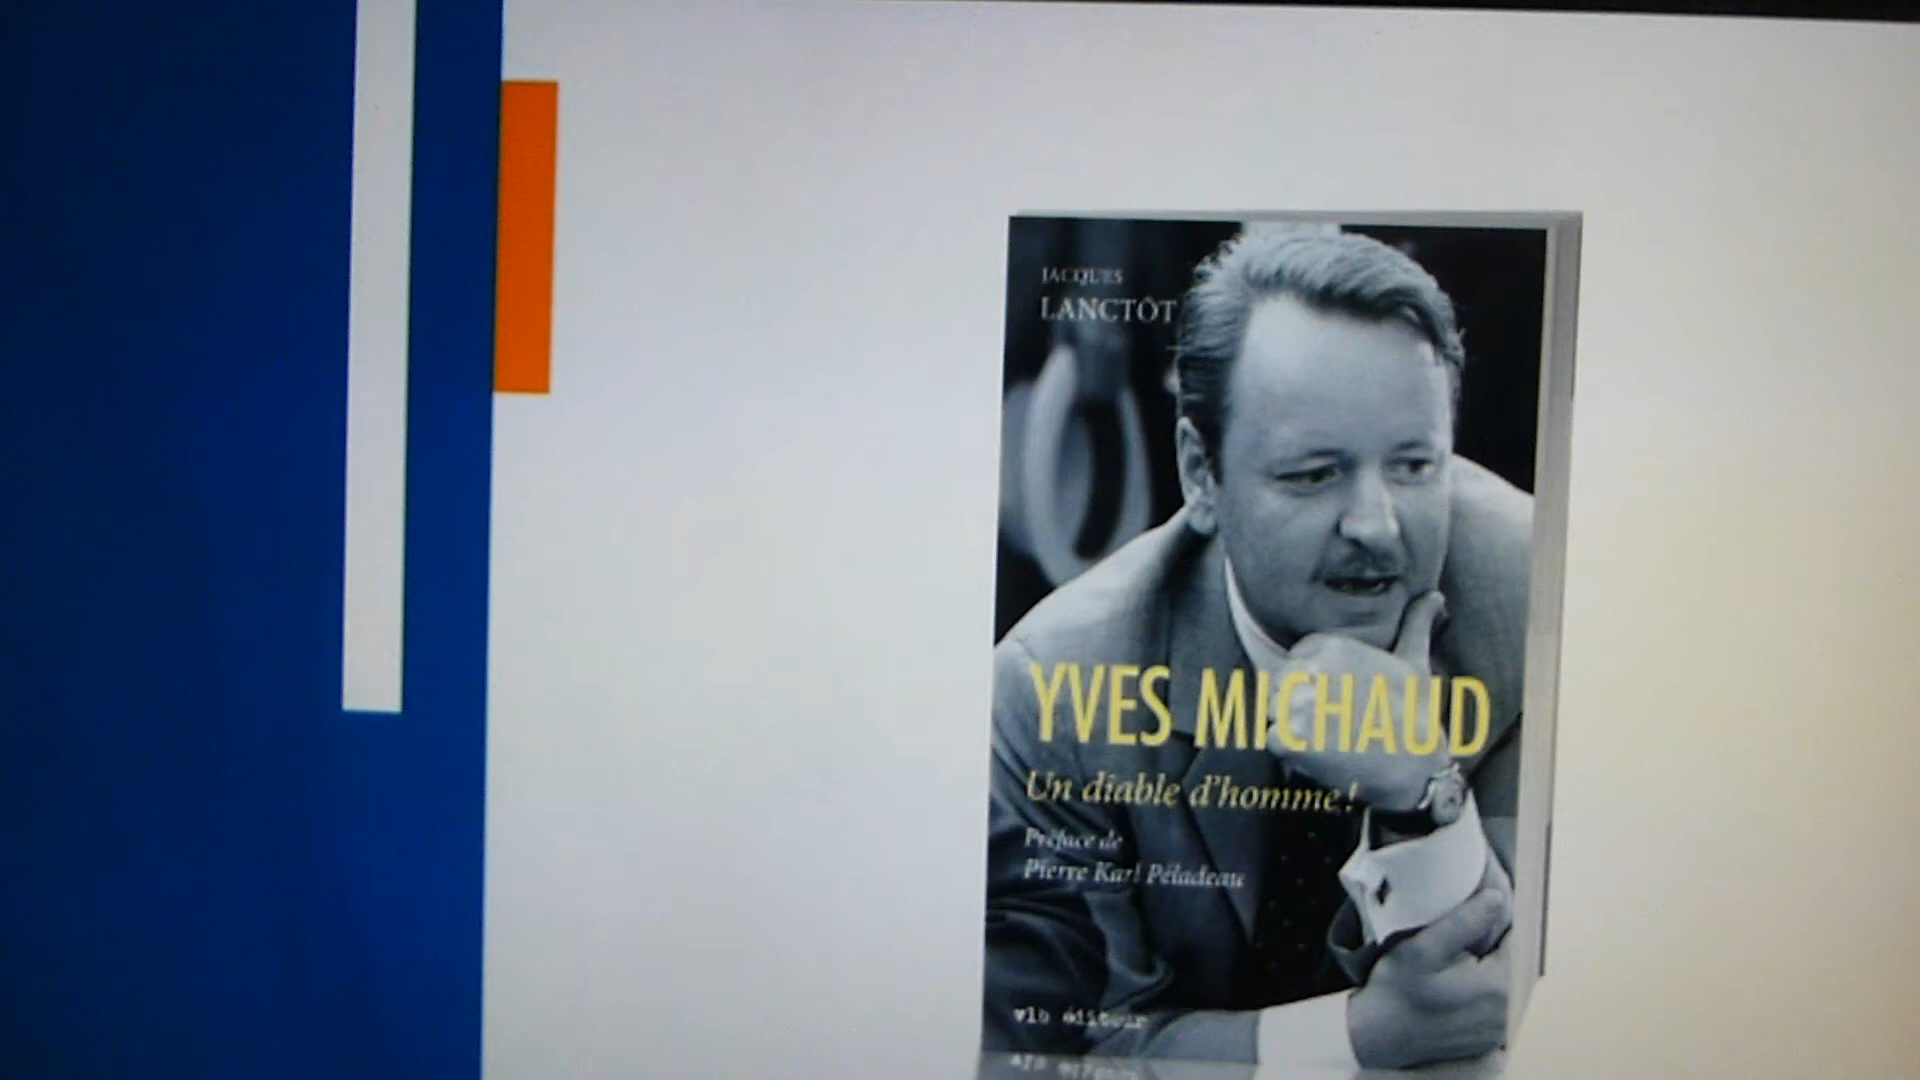 JACQUES
LANCTÔT
YVES MICHAUD
Un diable d'homme !
Préface de
Pierre Karl Péladeau
vlb éditeur